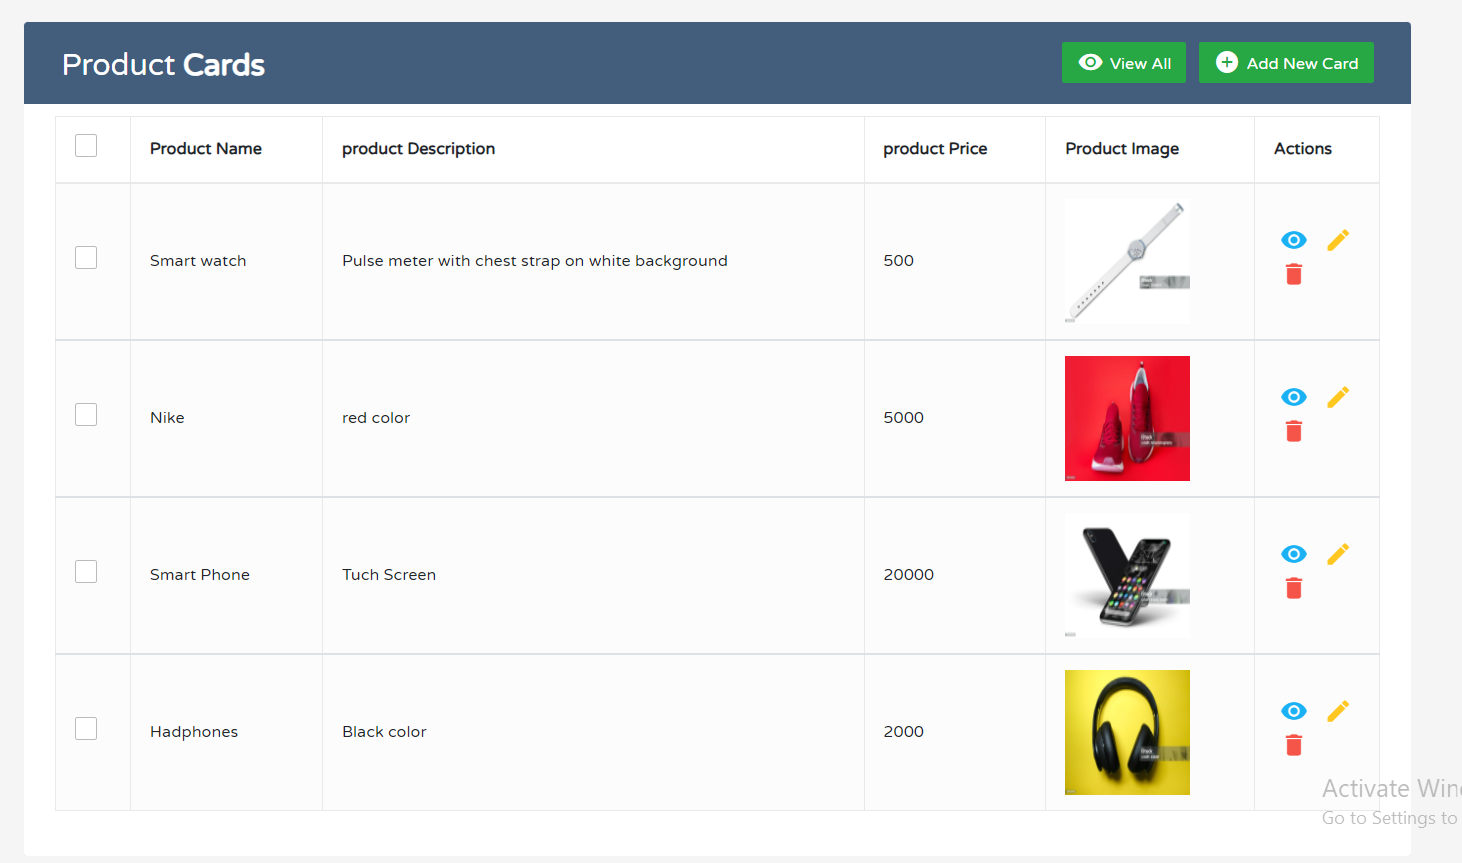 Product Cards
View All
Add New Card
Product Name
product Description
product Price
Product Image
Actions
Smart watch
Pulse meter with chest strap on white background
500
Nike
red color
5000
Smart Phone
Tuch Screen
20000
Hadphones
Black color
2000
Activate Win
Go to Settings to